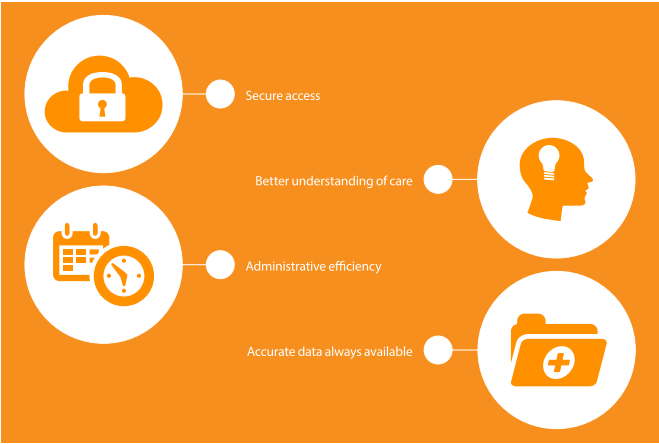 Secure access
Better understanding of care
Administrative efficiency
Accurate data always available